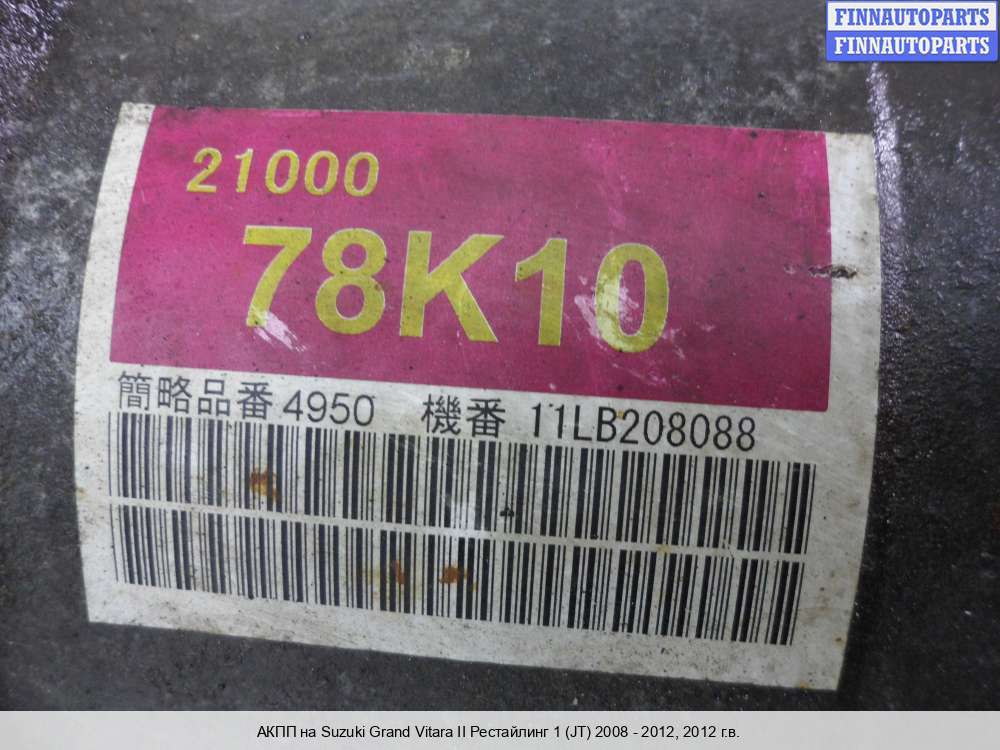 FINNAUTOPARTS
FINNAUTOPARTS
21000
78K10
簡略品番 4950 機番 11LB208088
АКПП на Suzuki Grand Vitara II Рестайлинг 1 (JT) 2008 - 2012, 2012 г.в.